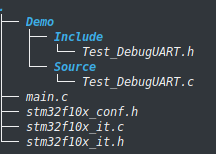 .
├── Demo
│   ├── Include
│   │   └── Test_DebugUART.h
│   └── Source
│       └── Test_DebugUART.c
├── main.c
├── stm32f10x_conf.h
├── stm32f10x_it.c
└── stm32f10x_it.h